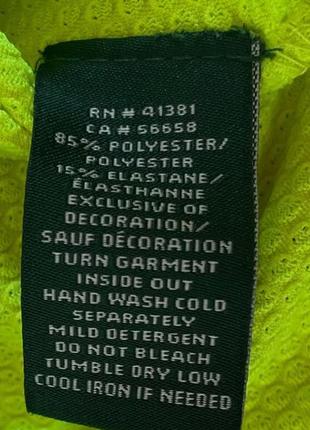 RN # 41381
CA # 56658
85% POLYESTER/
POLYESTER
15% ELASTANE/
ÉLASTHANNE
EXCLUSIVE OF
DECORATION/
SAUF DÉCORATION
TURN GARMENT
INSIDE OUT
HAND WASH COLD
SEPARATELY
MILD DETERGENT
DO NOT BLEACH
TUMBLE DRY LOW
COOL IRON IF NEEDED